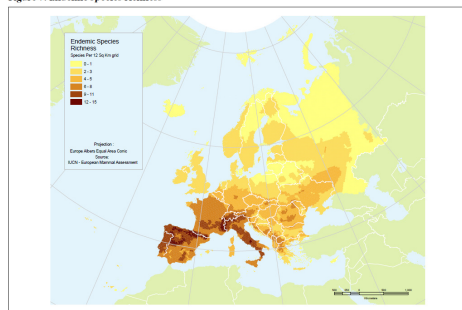 Endemic Species
Richness
Species Per 12 Sq Km grid
0 - 1
2 - 3
4 - 5
6 - 8
9 - 11
12 - 15
Projection :
Europe Albers Equal Area Conic
Source:
IUCN - European Mammal Assessment
Kilometers